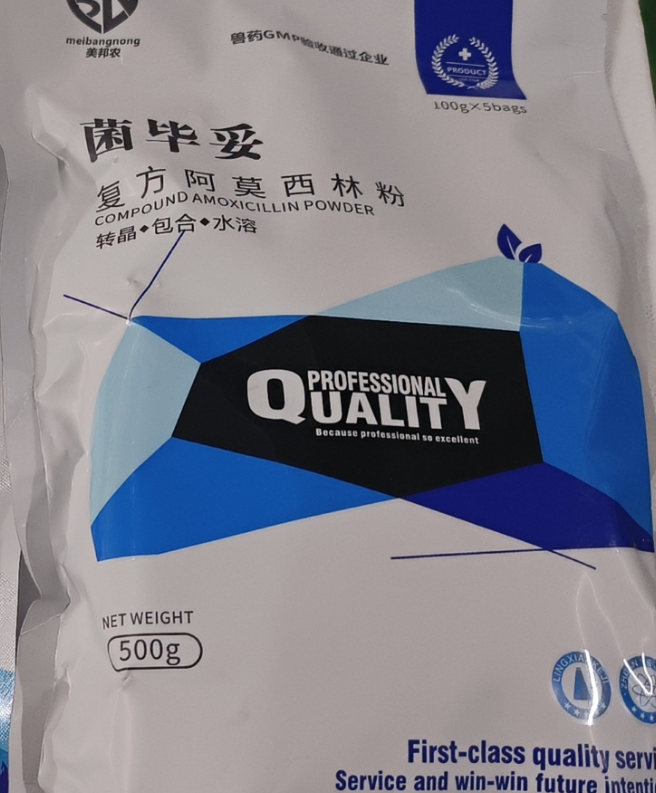 meibangnong
美邦农
兽药GMP验收通过企业
PRODUCT
100g×5bags
菌毕妥
复方阿莫西林粉
COMPOUND AMOXICILLIN POWDER
转晶◆包合◆水溶
PROFESSIONAL
QUALITY
Because professional so excellent
NET WEIGHT
500g
First-class quality servi
Service and win-win future intenti